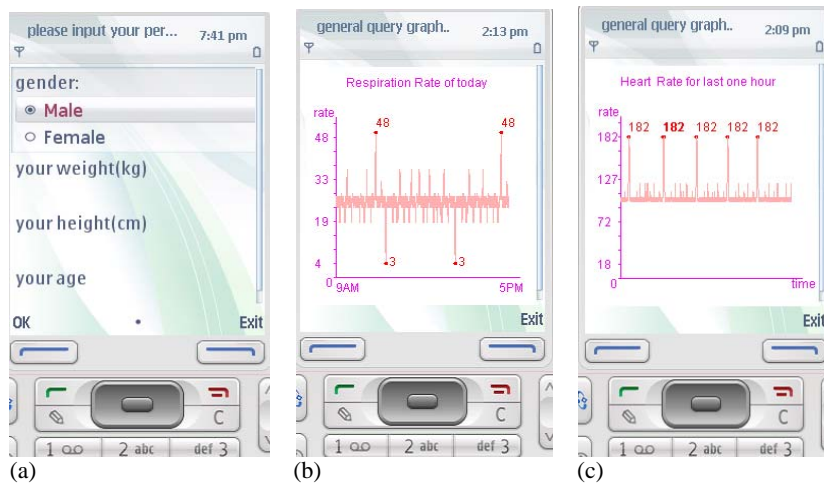 please input your per...
7:41 pm
gender:
Male
Female
your weight(kg)
your height(cm)
your age
OK
Exit
C
1
2 abc
def 3
(a)
general query graph..
2:13 pm
Respiration Rate of today
rate
48
48
48
33
19
4
3
3
0
9AM
5PM
Exit
C
1
2 abc
def 3
(b)
general query graph..
2:09 pm
Heart Rate for last one hour
rate
182 182 182 182 182 182
127
72
18
0
time
Exit
C
1
2 abc
def 3
(c)